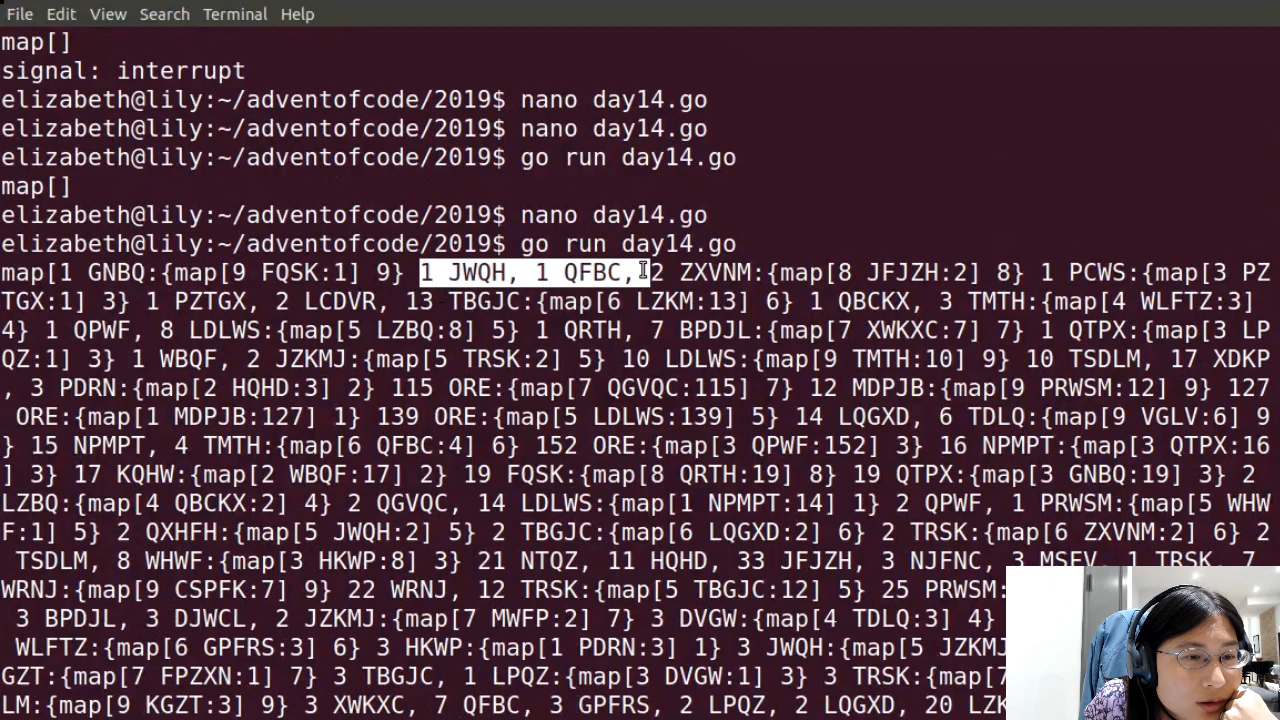 File Edit View Search Terminal Help
map[]
signal: interrupt
elizabeth@lily:~/adventofcode/2019$ nano day14.go
elizabeth@lily:~/adventofcode/2019$ nano day14.go
elizabeth@lily:~/adventofcode/2019$ go run day14.go
map[]
elizabeth@lily:~/adventofcode/2019$ nano day14.go
elizabeth@lily:~/adventofcode/2019$ go run day14.go
map[1 GNBQ:{map[9 FQSK:1] 9} 1 JWQH, 1 QFBC, 2 ZXVNM:{map[8 JFJZH:2] 8} 1 PCWS:{map[3 PZ
TGX:1] 3} 1 PZTGX, 2 LCDVR, 13 TBGJC:{map[6 LZKM:13] 6} 1 QBCKX, 3 TMTH:{map[4 WLFTZ:3] 
4} 1 QPWF, 8 LDLWS:{map[5 LZBQ:8] 5} 1 QRTH, 7 BPDJL:{map[7 XWKXC:7] 7} 1 QTPX:{map[3 LP
QZ:1] 3} 1 WBQF, 2 JZKMJ:{map[5 TRSK:2] 5} 10 LDLWS:{map[9 TMTH:10] 9} 10 TSDLM, 17 XDKP
, 3 PDRN:{map[2 HQHD:3] 2} 115 ORE:{map[7 QGVQC:115] 7} 12 MDPJB:{map[9 PRWSM:12] 9} 127
 ORE:{map[1 MDPJB:127] 1} 139 ORE:{map[5 LDLWS:139] 5} 14 LQGXD, 6 TDLQ:{map[9 VGLV:6] 9
} 15 NPMPT, 4 TMTH:{map[6 QFBC:4] 6} 152 ORE:{map[3 QPWF:152] 3} 16 NPMPT:{map[3 QTPX:16
] 3} 17 KQHW:{map[2 WBQF:17] 2} 19 FQSK:{map[8 QRTH:19] 8} 19 QTPX:{map[3 GNBQ:19] 3} 2 
LZBQ:{map[4 QBCKX:2] 4} 2 QGVQC, 14 LDLWS:{map[1 NPMPT:14] 1} 2 QPWF, 1 PRWSM:{map[5 WHW
F:1] 5} 2 QXHFH:{map[5 JWQH:2] 5} 2 TBGJC:{map[6 LQGXD:2] 6} 2 TRSK:{map[6 ZXVNM:2] 6} 2
 TSDLM, 8 WHWF:{map[3 HKWP:8] 3} 21 NTQZ, 11 HQHD, 33 JFJZH, 3 NJFNC, 3 MSFV, 1 TRSK, 7
WRNJ:{map[9 CSPFK:7] 9} 22 WRNJ, 12 TRSK:{map[5 TBGJC:12] 5} 25 PRWSM:
 3 BPDJL, 3 DJWCL, 2 JZKMJ:{map[7 MWFP:2] 7} 3 DVGW:{map[4 TDLQ:3] 4}
 WLFTZ:{map[6 GPFRS:3] 6} 3 HKWP:{map[1 PDRN:3] 1} 3 JWQH:{map[5 JZKMJ
GZT:{map[7 FPZXN:1] 7} 3 TBGJC, 1 LPQZ:{map[3 DVGW:1] 3} 3 TRSK:{map[
LM:{map[9 KGZT:3] 9} 3 XWKXC, 7 QFBC, 3 GPFRS, 2 LPQZ, 2 LQGXD, 20 LZK